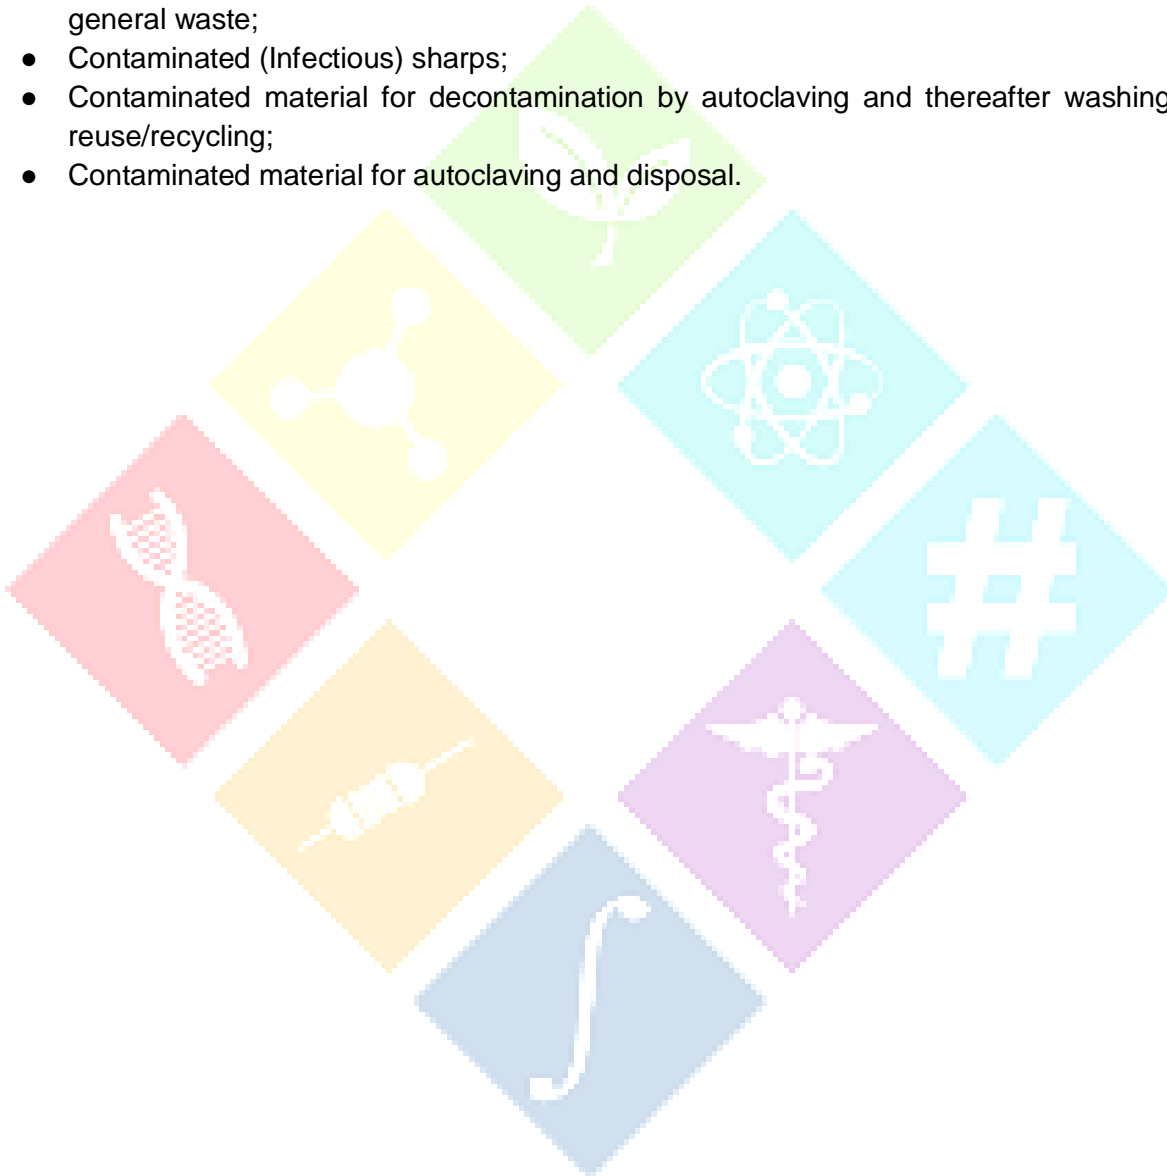 general waste;
● Contaminated (Infectious) sharps;
● Contaminated material for decontamination by autoclaving and thereafter washing
reuse/recycling;
● Contaminated material for autoclaving and disposal.
#
∫